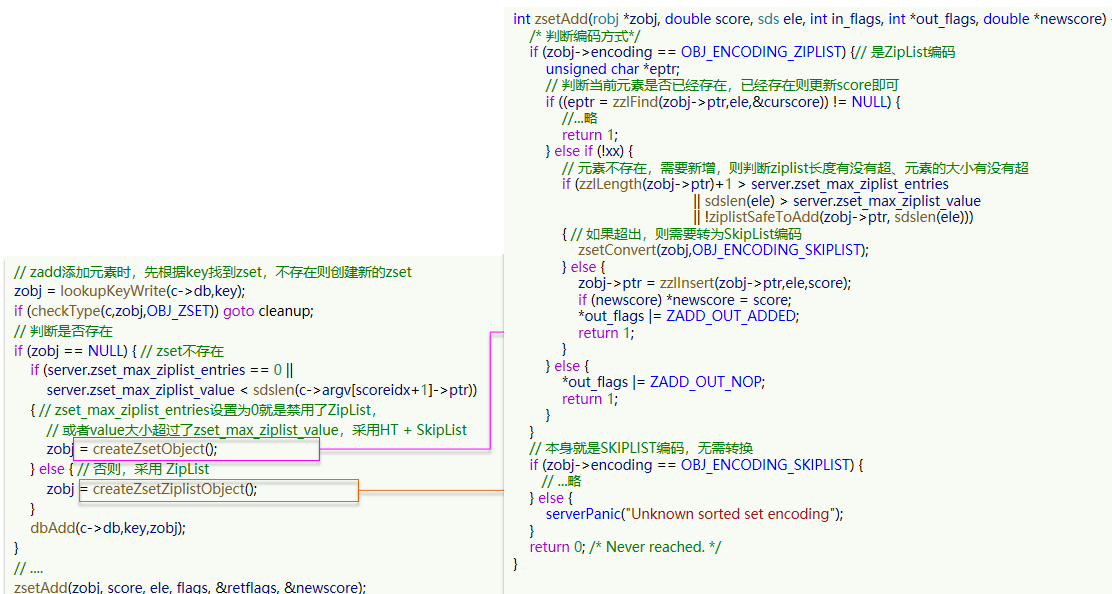 // zadd添加元素时，先根据key找到zset，不存在则创建新的zset
zobj = lookupKeyWrite(c->db,key);
if (checkType(c,zobj,OBJ_ZSET)) goto cleanup;
// 判断是否存在
if (zobj == NULL) { // zset不存在
if (server.zset_max_ziplist_entries == 0 ||
server.zset_max_ziplist_value < sdslen(c->argv[scoreidx+1]->ptr))
{ // zset_max_ziplist_entries设置为0就是禁用了ZipList，
// 或者value大小超过了zset_max_ziplist_value，采用HT + SkipList
zobj = createZsetObject();
} else { // 否则，采用 ZipList
zobj = createZsetZiplistObject();
}
dbAdd(c->db,key,zobj);
}
// ....
zsetAdd(zobj, score, ele, flags, &retflags, &newscore);
int zsetAdd(robj *zobj, double score, sds ele, int in_flags, int *out_flags, double *newscore) {
/* 判断编码方式*/
if (zobj->encoding == OBJ_ENCODING_ZIPLIST) {// 是ZipList编码
unsigned char *eptr;
// 判断当前元素是否已经存在，已经存在则更新score即可
if ((eptr = zzlFind(zobj->ptr,ele,&curscore)) != NULL) {
//...略
return 1;
} else if (!xx) {
// 元素不存在，需要新增，则判断ziplist长度有没有超、元素的大小有没有超
if (zzlLength(zobj->ptr)+1 > server.zset_max_ziplist_entries
|| sdslen(ele) > server.zset_max_ziplist_value
|| !ziplistSafeToAdd(zobj->ptr, sdslen(ele)))
{ // 如果超出，则需要转为SkipList编码
zsetConvert(zobj,OBJ_ENCODING_SKIPLIST);
} else {
zobj->ptr = zzlInsert(zobj->ptr,ele,score);
if (newscore) *newscore = score;
*out_flags |= ZADD_OUT_ADDED;
return 1;
}
} else {
*out_flags |= ZADD_OUT_NOP;
return 1;
}
}
// 本身就是SKIPLIST编码，无需转换
if (zobj->encoding == OBJ_ENCODING_SKIPLIST) {
// ...略
} else {
serverPanic("Unknown sorted set encoding");
}
return 0; /* Never reached. */
}